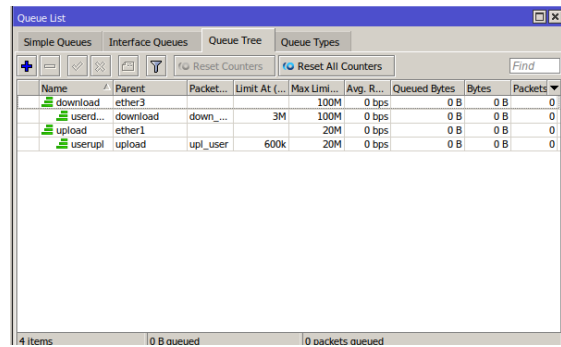 Queue List
Simple Queues Interface Queues Queue Tree Queue Types
Reset Counters Reset All Counters Find
Name Parent Packet... Limit At (... Max Limi... Avg. R... Queued Bytes Bytes Packets
download ether3 100M 0 bps 0 B 0 B 0
userd... download down_... 3M 100M 0 bps 0 B 0 B 0
upload ether1 20M 0 bps 0 B 0 B 0
userupl upload upl_user 600k 20M 0 bps 0 B 0 B 0
4 items 0 B queued 0 packets queued